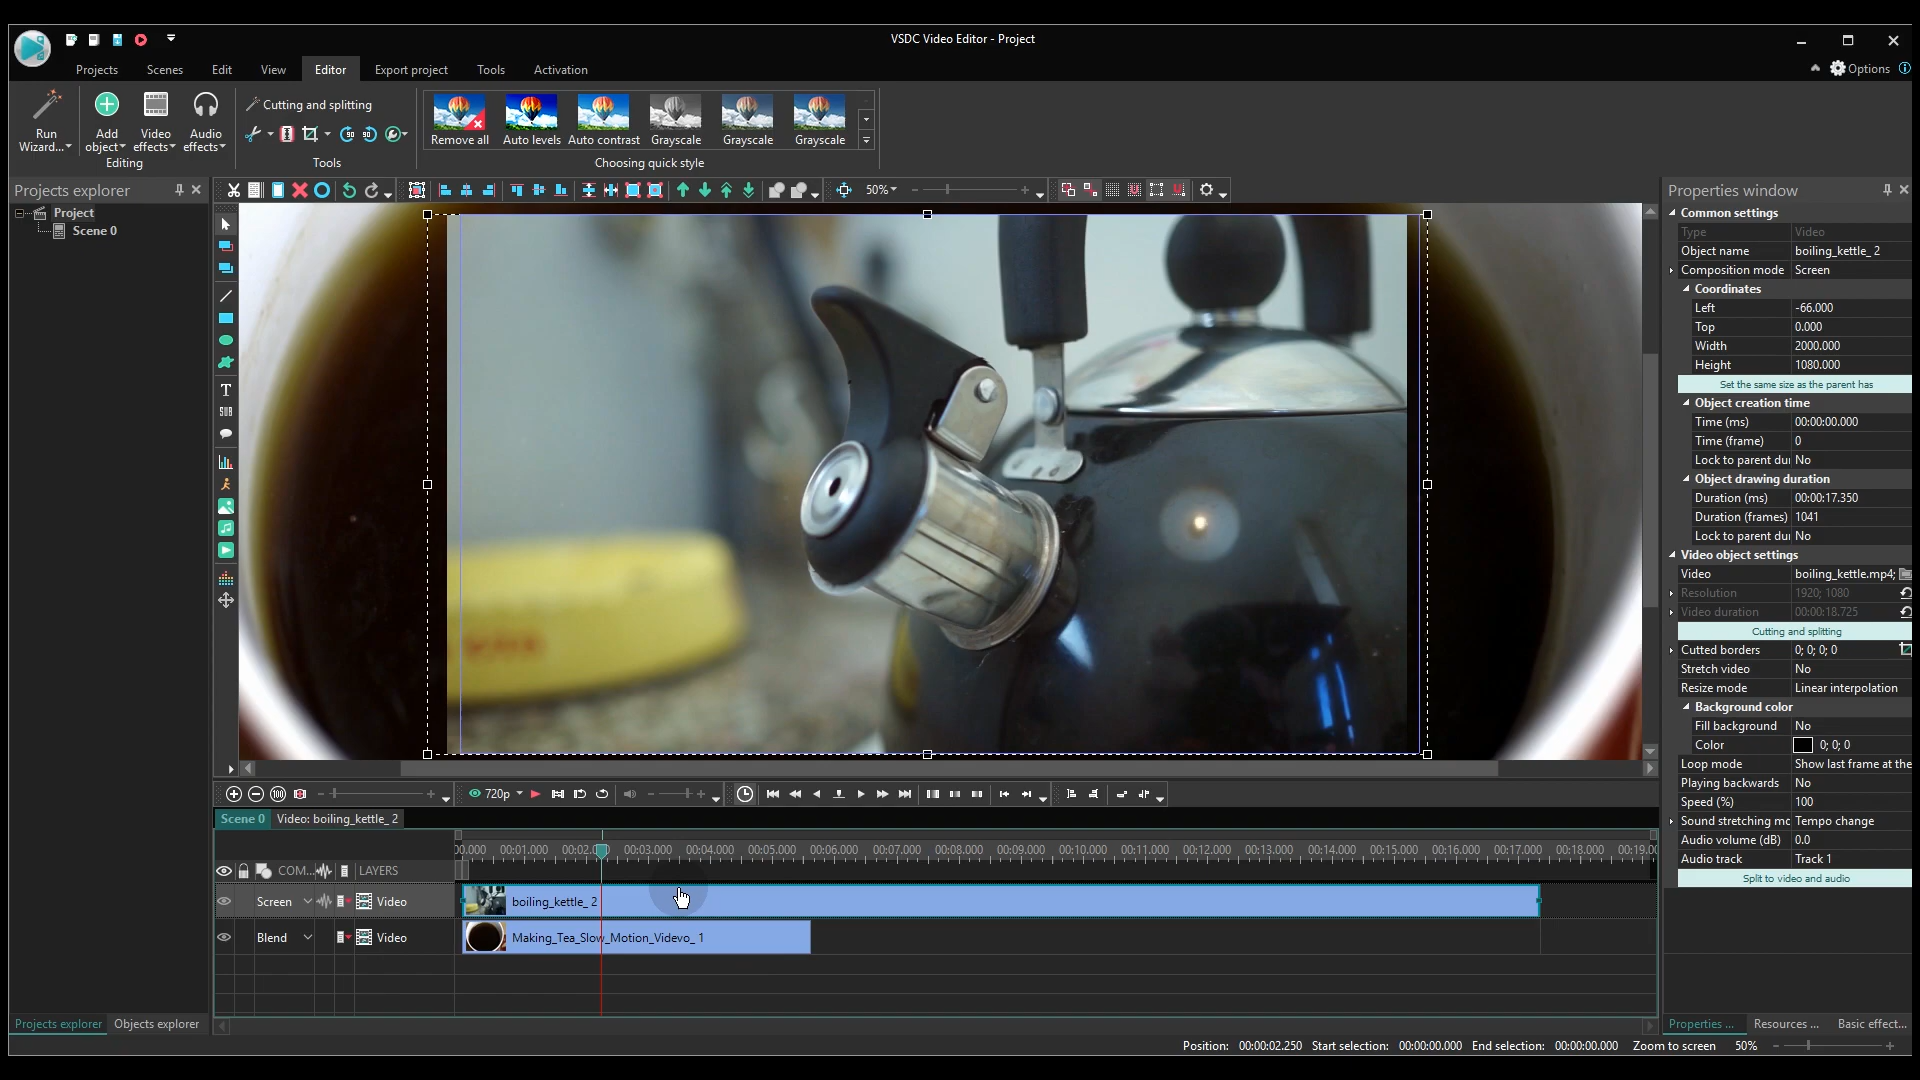 VSDC Video Editor - Project
Projects Scenes Edit View Editor Export project Tools Activation
Options
Run Wizard...
Add object
Video effects
Audio effects
Editing
Cutting and splitting
Tools
Remove all Auto levels Auto contrast Grayscale Grayscale Grayscale
Choosing quick style
Projects explorer
Project
Scene 0
50%
Properties window
Common settings
Type Video
Object name boiling_kettle_ 2
Composition mode Screen
Coordinates
Left -66.000
Top 0.000
Width 2000.000
Height 1080.000
Set the same size as the parent has
Object creation time
Time (ms) 00:00:00.000
Time (frame) 0
Lock to parent du No
Object drawing duration
Duration (ms) 00:00:17.350
Duration (frames) 1041
Lock to parent du No
Video object settings
Video boiling_kettle.mp4;
Resolution 1920; 1080
Video duration 00:00:18.725
Cutting and splitting
Cutted borders 0; 0; 0; 0
Stretch video No
Resize mode Linear interpolation
Background color
Fill background No
Color 0; 0; 0
Loop mode Show last frame at the
Playing backwards No
Speed (%) 100
Sound stretching mc Tempo change
Audio volume (dB) 0.0
Audio track Track 1
Split to video and audio
720p
Scene 0 Video: boiling_kettle_ 2
00.000 00:01.000 00:02.0 00:03.000 00:04.000 00:05.000 00:06.000 00:07.000 00:08.000 00:09.000 00:10.000 00:11.000 00:12.000 00:13.000 00:14.000 00:15.000 00:16.000 00:17.000 00:18.000 00:19.0
COM... LAYERS
Screen Video boiling_kettle_ 2
Blend Video Making_Tea_Slow_Motion_Videvo_ 1
Projects explorer Objects explorer
Properties ... Resources ... Basic effect...
Position: 00:00:02.250 Start selection: 00:00:00.000 End selection: 00:00:00.000 Zoom to screen 50%